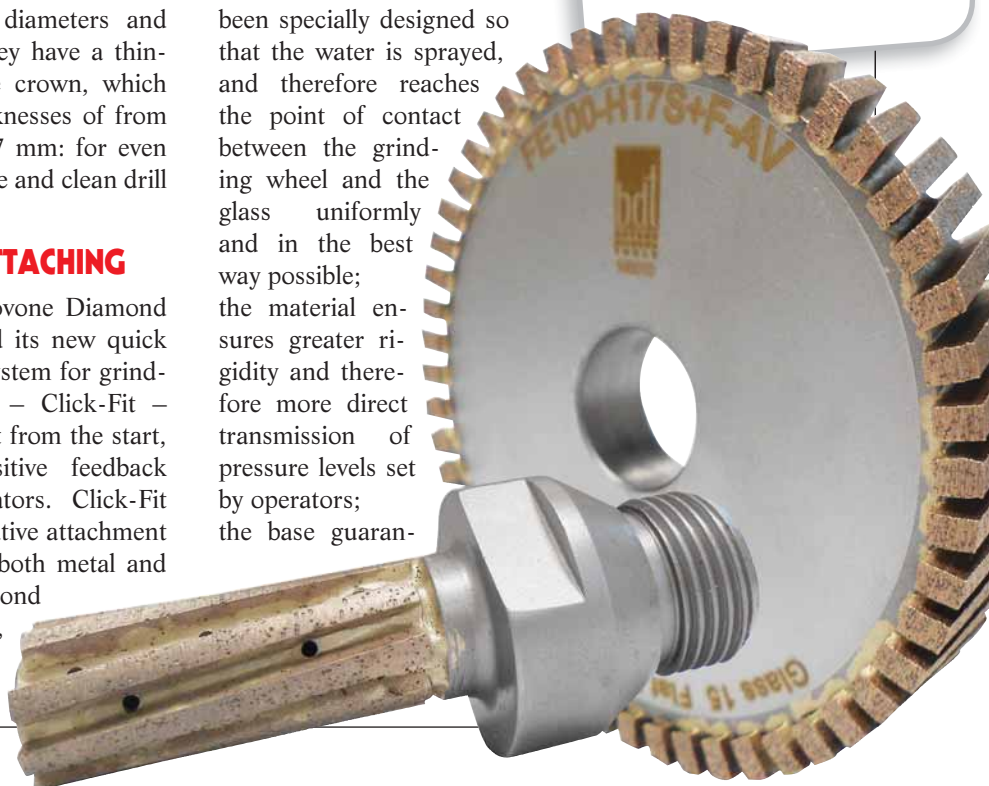 diameters and
ey have a thin-
e crown, which
knesses of from
7 mm: for even
e and clean drill
TTACHING
ovone Diamond
d its new quick
ystem for grind-
– Click-Fit –
t from the start,
sitive feedback
ators. Click-Fit
tive attachment
both metal and
ond
,
been specially designed so
that the water is sprayed,
and therefore reaches
the point of contact
between the grind-
ing wheel and the
glass uniformly
and in the best
way possible;
the material en-
sures greater ri-
gidity and there-
fore more direct
transmission of
pressure levels set
by operators;
the base guaran-
FE100-H17S+F-AV
Glass 15 Flat